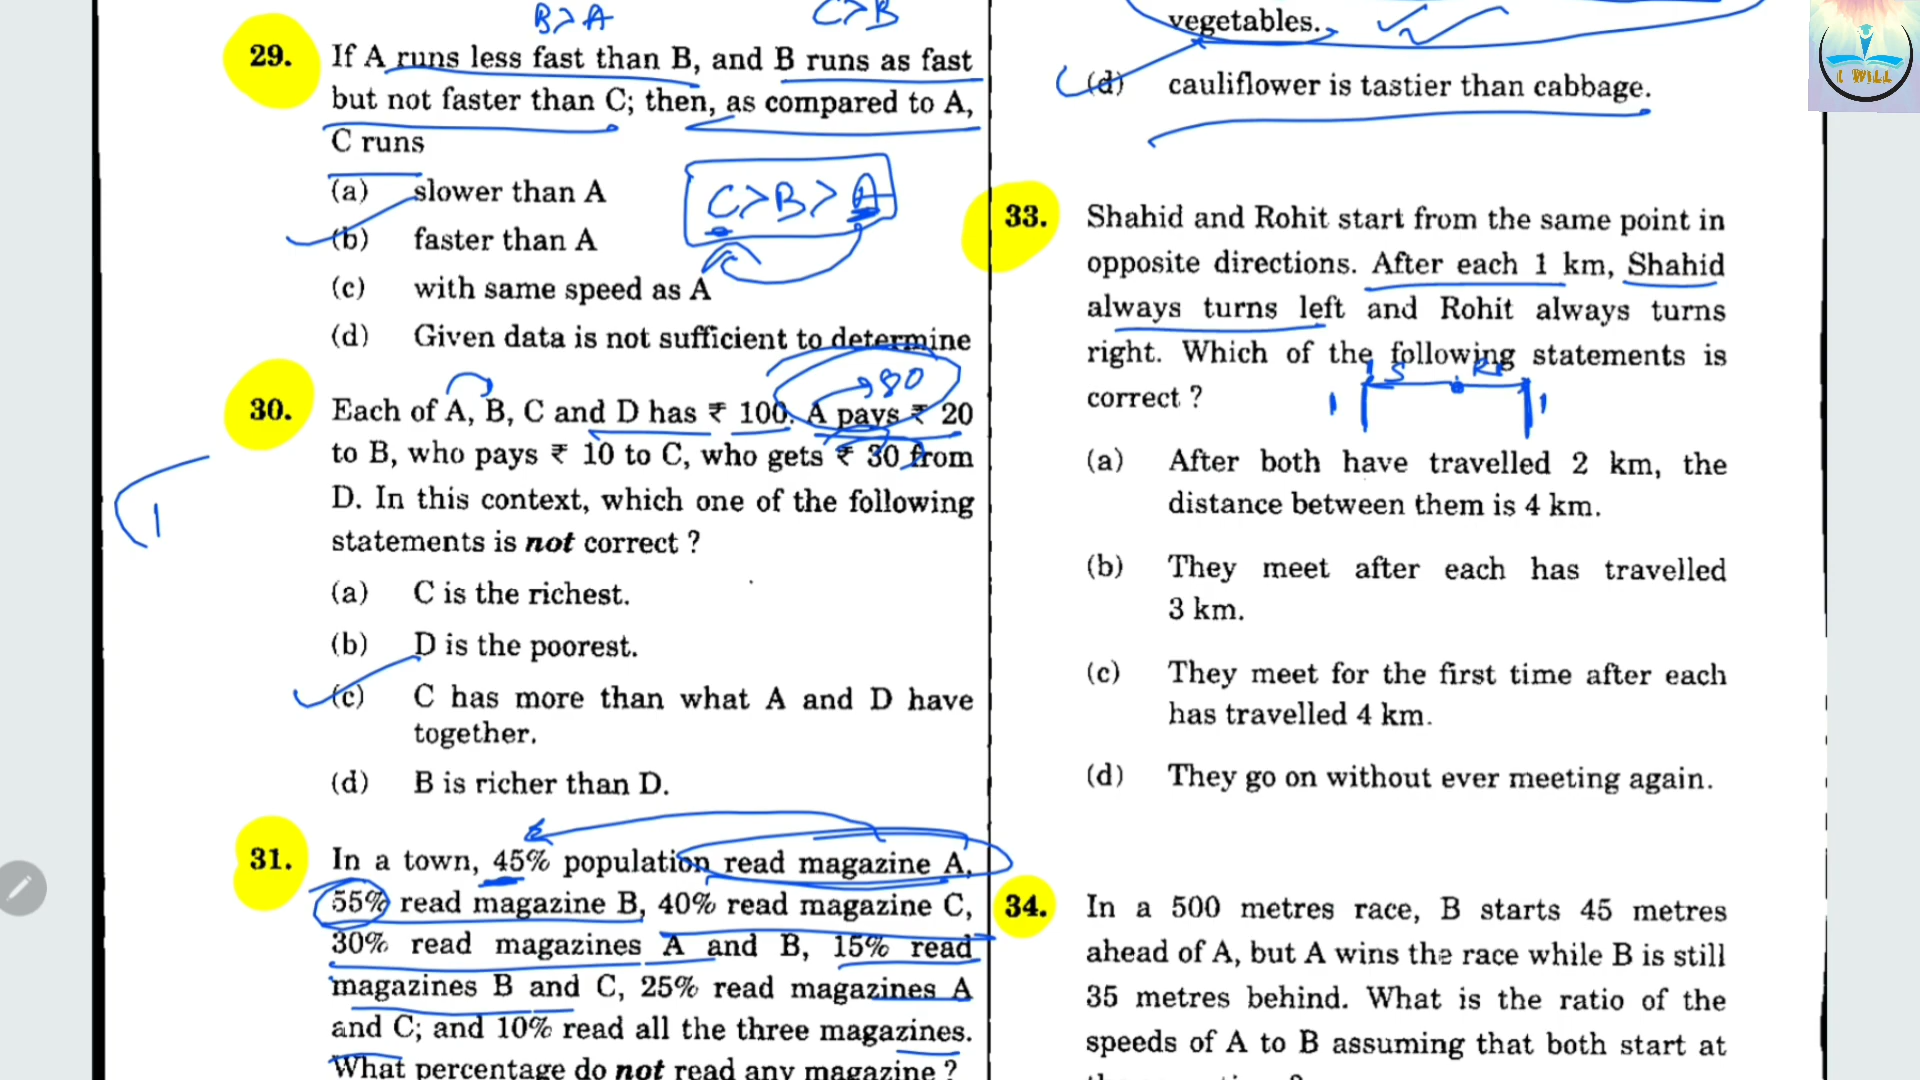 B > A
29. If A runs less fast than B, and B runs as fast
but not faster than C; then, as compared to A,
C runs
(a) slower than A
C > B > A
(b) faster than A
(c) with same speed as A
(d) Given data is not sufficient to determine
→ 80
30. Each of A, B, C and D has ₹ 100. A pays ₹ 20
to B, who pays ₹ 10 to C, who gets ₹ 30 from
D. In this context, which one of the following
statements is not correct ?
(a) C is the richest.
(b) D is the poorest.
(c) C has more than what A and D have
together.
(d) B is richer than D.
31. In a town, 45% population read magazine A,
55% read magazine B, 40% read magazine C,
30% read magazines A and B, 15% read
magazines B and C, 25% read magazines A
and C; and 10% read all the three magazines.
What percentage do not read any magazine ?
C > B
vegetables.
(d) cauliflower is tastier than cabbage.
I WILL
33. Shahid and Rohit start from the same point in
opposite directions. After each 1 km, Shahid
always turns left and Rohit always turns
right. Which of the following statements is
correct ?
S R
1 1
(a) After both have travelled 2 km, the
distance between them is 4 km.
(b) They meet after each has travelled
3 km.
(c) They meet for the first time after each
has travelled 4 km.
(d) They go on without ever meeting again.
34. In a 500 metres race, B starts 45 metres
ahead of A, but A wins the race while B is still
35 metres behind. What is the ratio of the
speeds of A to B assuming that both start at